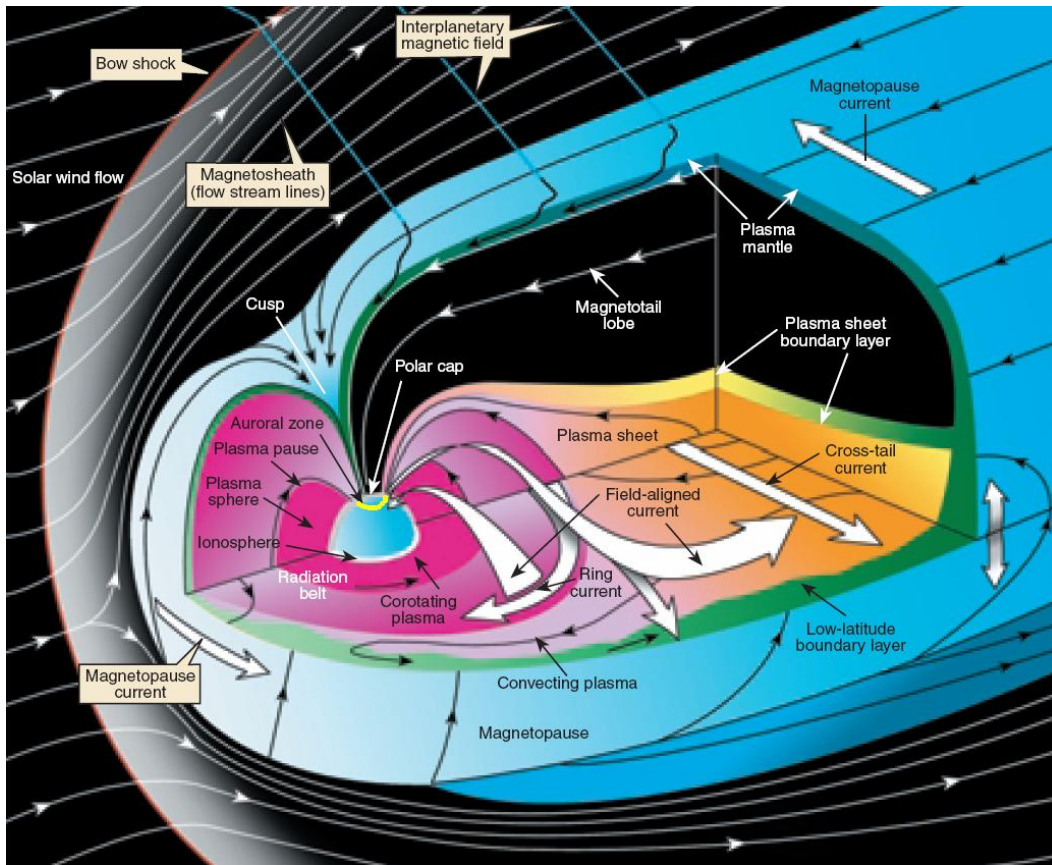 Interplanetary
magnetic field
Bow shock
Magnetopause
current
Magnetosheath
(flow stream lines)
Solar wind flow
Plasma
mantle
Cusp
Magnetotail
lobe
Plasma sheet
boundary layer
Polar cap
Auroral zone
Plasma sheet
Plasma pause
Cross-tail
current
Plasma
sphere
Field-aligned
current
Ionosphere
Radiation
belt
Ring
current
Corotating
plasma
Low-latitude
boundary layer
Magnetopause
current
Convecting plasma
Magnetopause